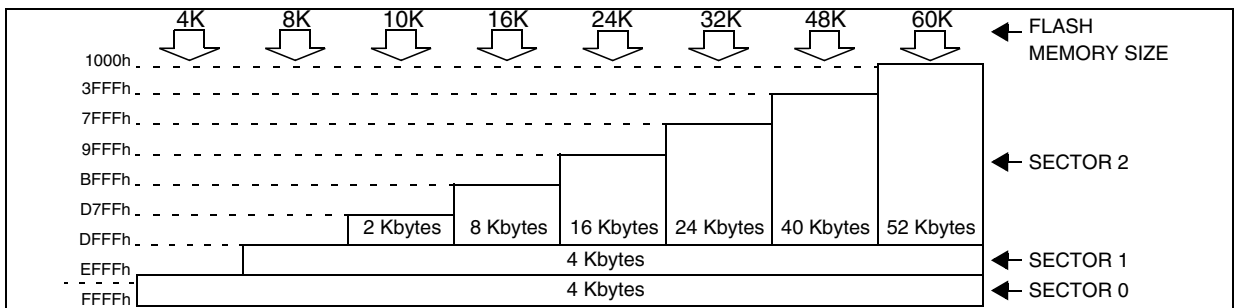 4K 8K 10K 16K 24K 32K 48K 60K
FLASH
MEMORY SIZE
1000h
3FFFh
7FFFh
9FFFh
SECTOR 2
BFFFh
D7FFh
2 Kbytes 8 Kbytes 16 Kbytes 24 Kbytes 40 Kbytes 52 Kbytes
DFFFh
4 Kbytes
SECTOR 1
EFFFh
4 Kbytes
SECTOR 0
FFFFh